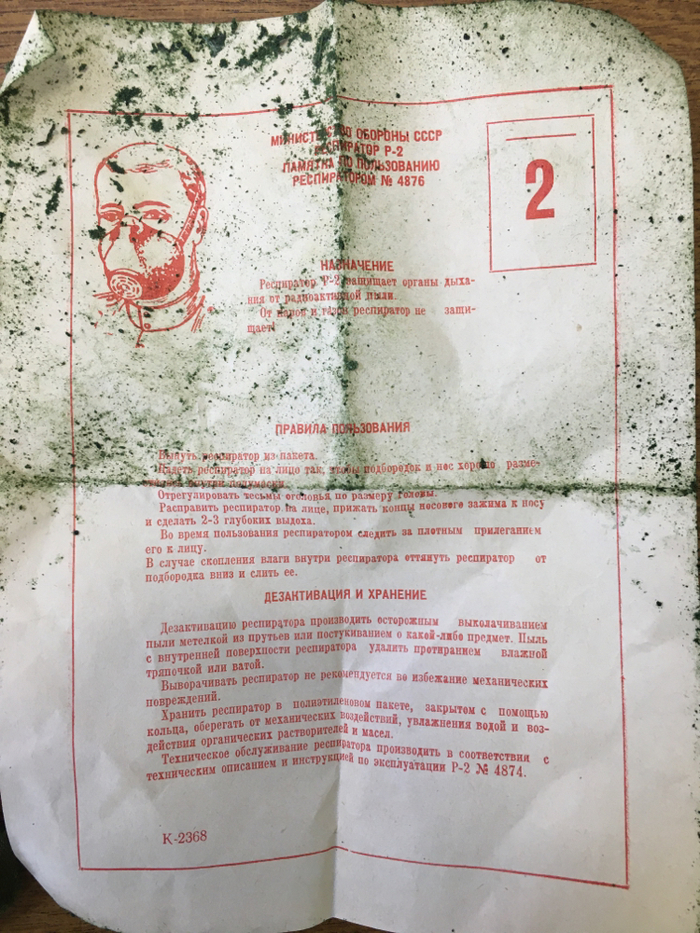 МИНИСТЕРСТВО ОБОРОНЫ СССР
РЕСПИРАТОР Р-2
ПАМЯТКА ПО ПОЛЬЗОВАНИЮ
РЕСПИРАТОРОМ № 4876
2
НАЗНАЧЕНИЕ
Респиратор Р-2 защищает органы дыха-
ния от радиоактивной пыли.
От паров и газов респиратор не защи-
щает!
ПРАВИЛА ПОЛЬЗОВАНИЯ
Вынуть респиратор из пакета.
Надеть респиратор на лицо так, чтобы подбородок и нос хорошо разме-
стились внутри полумаски.
Отрегулировать тесьмы оголовья по размеру головы.
Расправить респиратор на лице, прижать концы носового зажима к носу
и сделать 2-3 глубоких выдоха.
Во время пользования респиратором следить за плотным прилеганием
его к лицу.
В случае скопления влаги внутри респиратора оттянуть респиратор от
подбородка вниз и слить ее.
ДЕЗАКТИВАЦИЯ И ХРАНЕНИЕ
Дезактивацию респиратора производить осторожным выколачиванием
пыли метелкой из прутьев или постукиванием о какой-либо предмет. Пыль
с внутренней поверхности респиратора удалить протиранием влажной
тряпочкой или ватой.
Выворачивать респиратор не рекомендуется во избежание механических
повреждений.
Хранить респиратор в полиэтиленовом пакете, закрытом с помощью
кольца, оберегать от механических воздействий, увлажнения водой и воз-
действия органических растворителей и масел.
Техническое обслуживание респиратора производить в соответствии с
техническим описанием и инструкцией по эксплуатации Р-2 № 4874.
К-2368